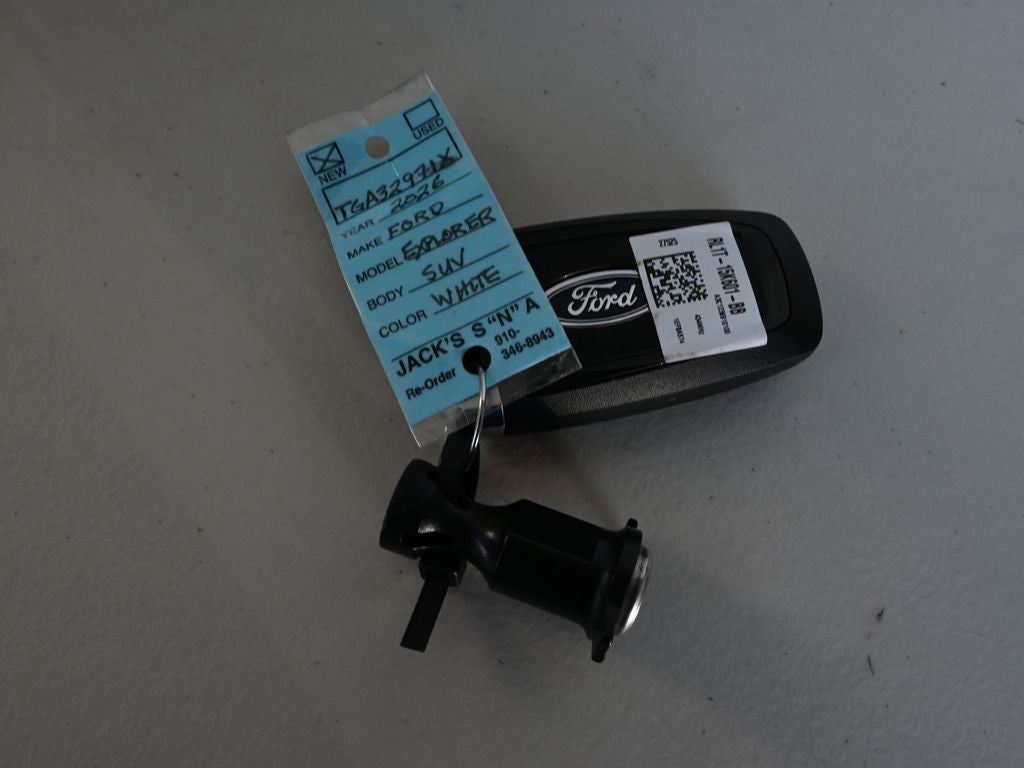 USED
NEW
TGA32971X
YEAR 2026
MAKE FORD
MODEL EXPLORER
BODY SUV
COLOR WHITE
JACK'S S "N" A
Re-Order 910-
346-8943
Ford
27525
RL1T-15K601-BB